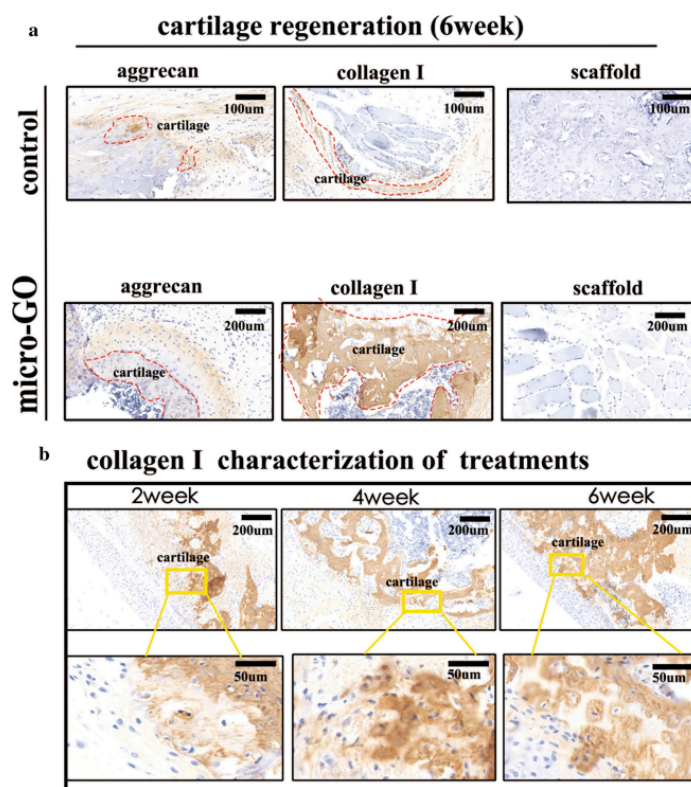 a
cartilage regeneration (6week)
aggrecan
collagen I
scaffold
control
100um
cartilage
100um
cartilage
100um
micro-GO
aggrecan
collagen I
scaffold
200um
cartilage
200um
cartilage
200um
b
collagen I characterization of treatments
2week
4week
6week
200um
cartilage
200um
cartilage
200um
cartilage
50um
50um
50um